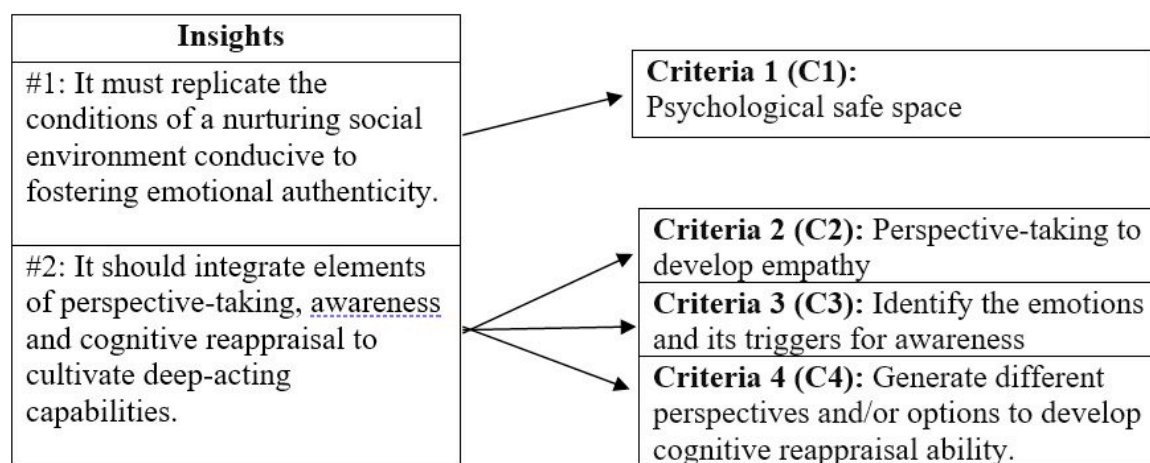 Insights
#1: It must replicate the
conditions of a nurturing social
environment conducive to
fostering emotional authenticity.
#2: It should integrate elements
of perspective-taking, awareness
and cognitive reappraisal to
cultivate deep-acting
capabilities.
Criteria 1 (C1):
Psychological safe space
Criteria 2 (C2): Perspective-taking to
develop empathy
Criteria 3 (C3): Identify the emotions
and its triggers for awareness
Criteria 4 (C4): Generate different
perspectives and/or options to develop
cognitive reappraisal ability.